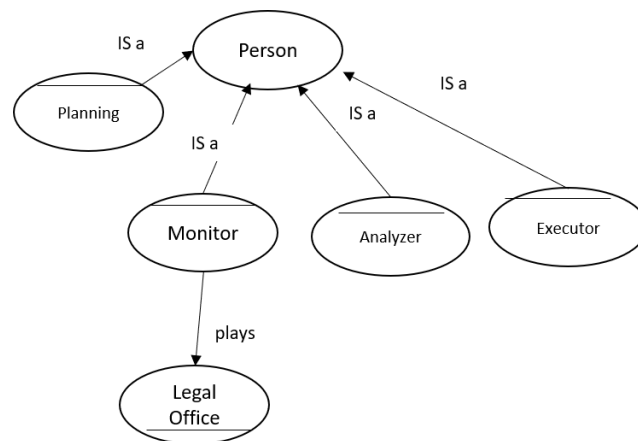 IS a
Person
IS a
IS a
Planning
IS a
Monitor
Analyzer
Executor
plays
Legal
Office